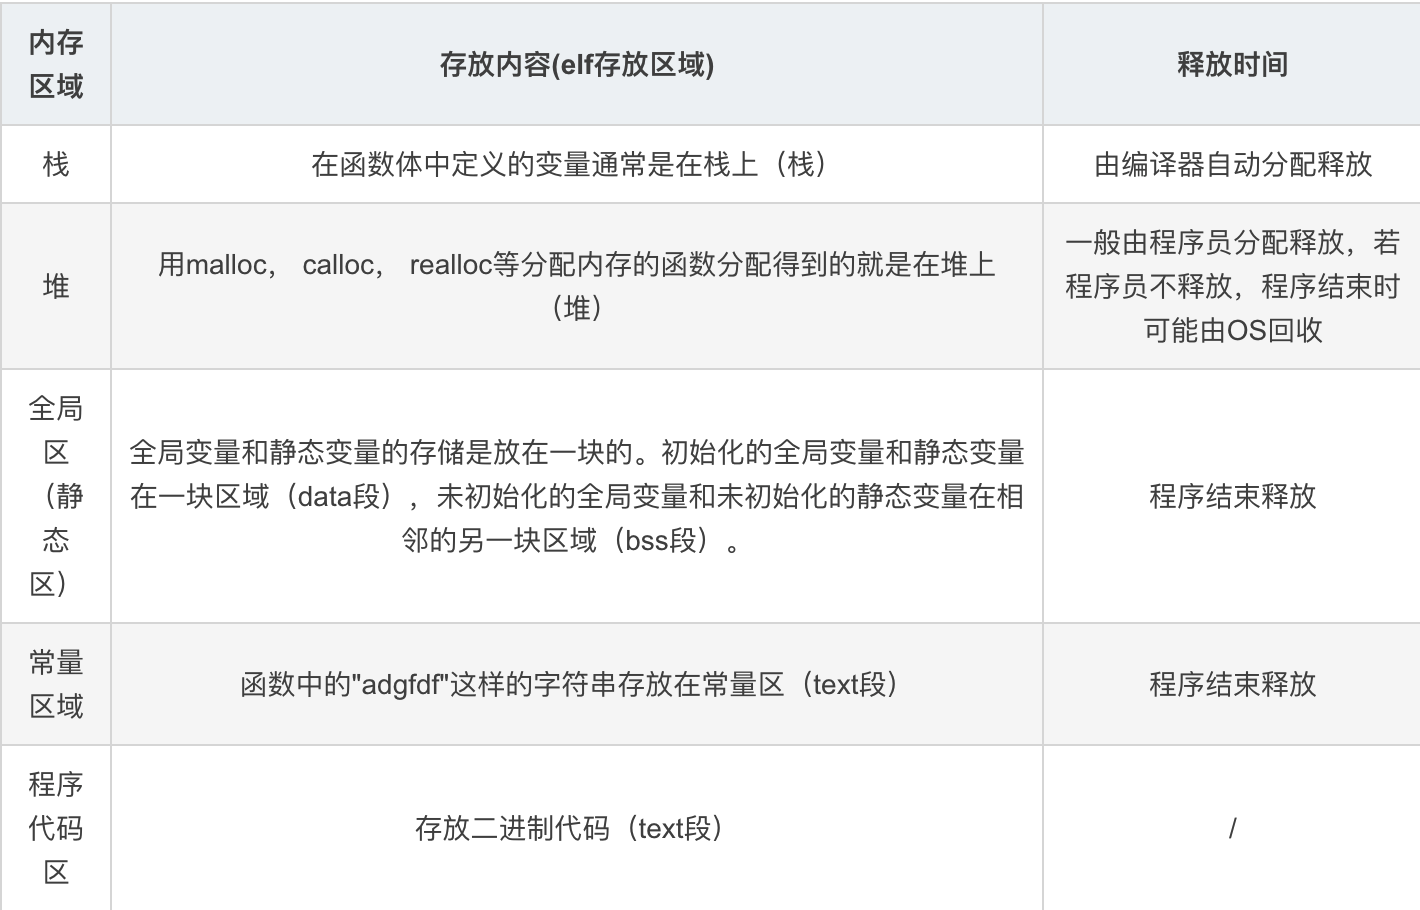 内存
区域
存放内容(elf存放区域)
释放时间
栈
在函数体中定义的变量通常是在栈上（栈）
由编译器自动分配释放
堆
用malloc， calloc， realloc等分配内存的函数分配得到的就是在堆上
（堆）
一般由程序员分配释放，若
程序员不释放，程序结束时
可能由OS回收
全局
区
（静
态
区）
全局变量和静态变量的存储是放在一块的。初始化的全局变量和静态变量
在一块区域（data段），未初始化的全局变量和未初始化的静态变量在相
邻的另一块区域（bss段）。
程序结束释放
常量
区域
函数中的"adgfdf"这样的字符串存放在常量区（text段）
程序结束释放
程序
代码
区
存放二进制代码（text段）
/